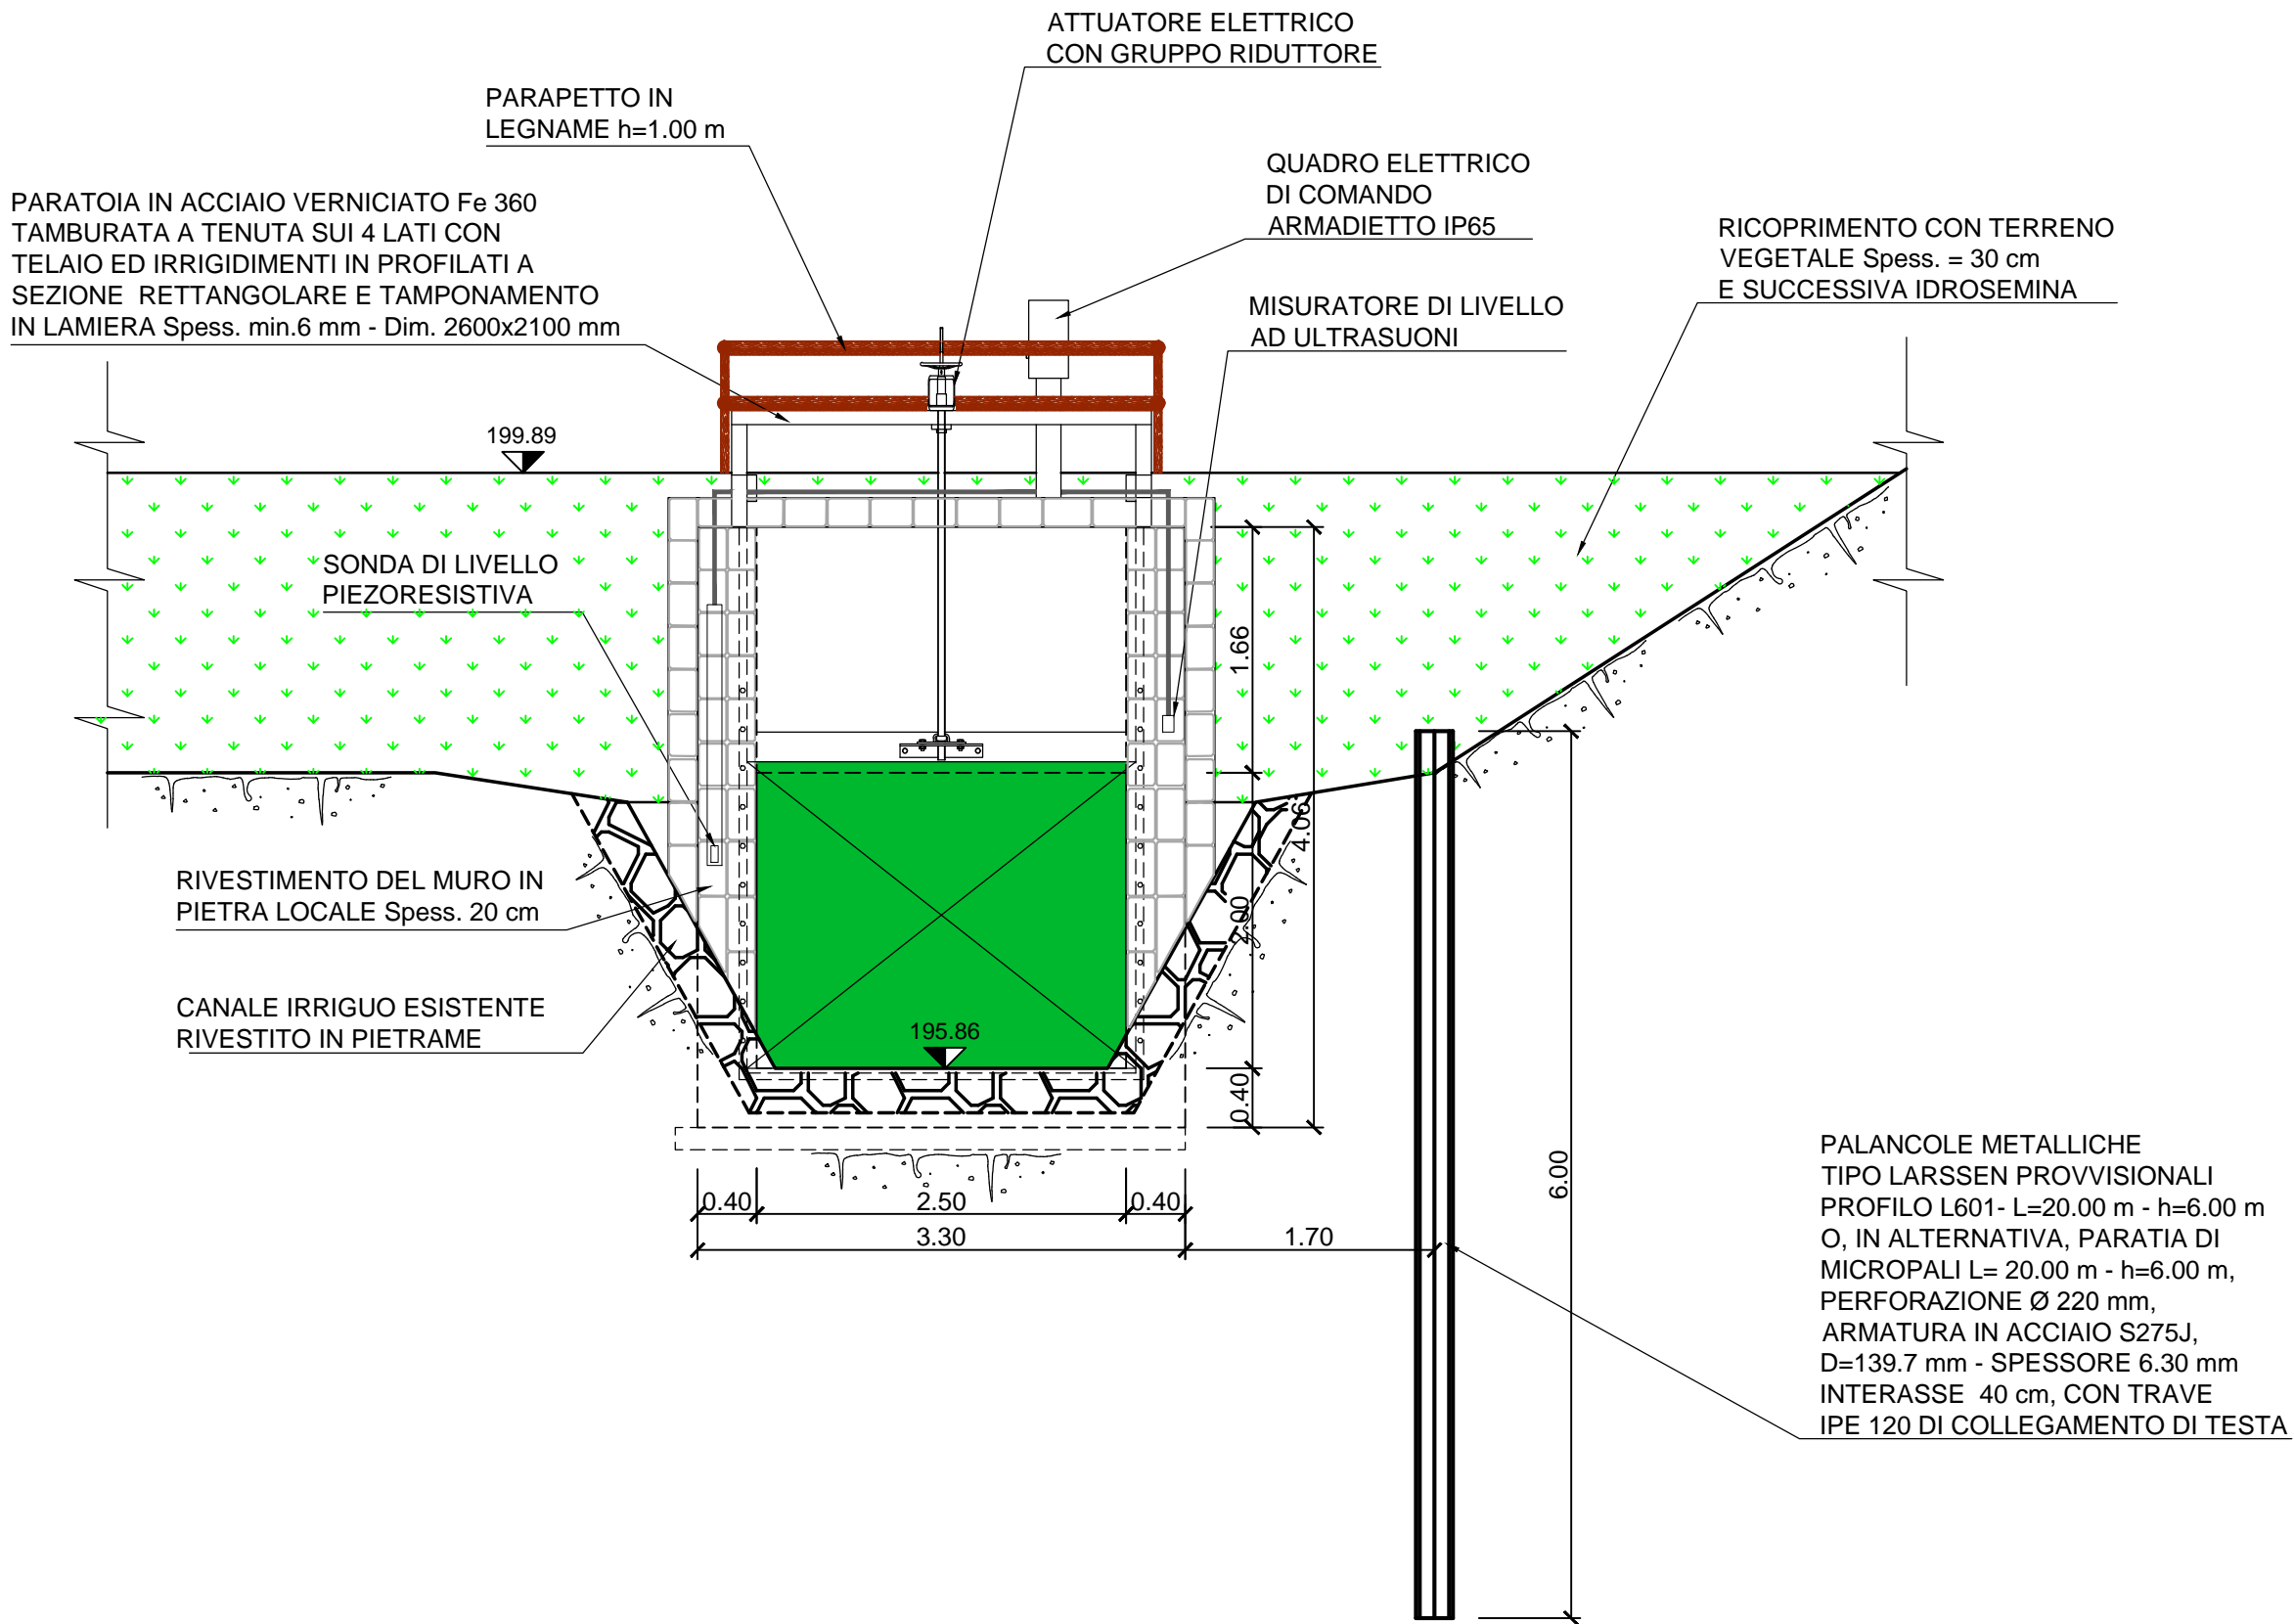 ATTUATORE ELETTRICO
CON GRUPPO RIDUTTORE
PARAPETTO IN
LEGNAME h=1.00 m
QUADRO ELETTRICO
DI COMANDO
ARMADIETTO IP65
PARATOIA IN ACCIAIO VERNICIATO Fe 360
TAMBURATA A TENUTA SUI 4 LATI CON
TELAIO ED IRRIGIDIMENTI IN PROFILATI A
SEZIONE RETTANGOLARE E TAMPONAMENTO
IN LAMIERA Spess. min.6 mm - Dim. 2600x2100 mm
RICOPRIMENTO CON TERRENO
VEGETALE Spess. = 30 cm
E SUCCESSIVA IDROSEMINA
MISURATORE DI LIVELLO
AD ULTRASUONI
199.89
SONDA DI LIVELLO
PIEZORESISTIVA
1.66
4.06
2.00
0.40
RIVESTIMENTO DEL MURO IN
PIETRA LOCALE Spess. 20 cm
CANALE IRRIGUO ESISTENTE
RIVESTITO IN PIETRAME
195.86
0.40
2.50
0.40
3.30
1.70
6.00
PALANCOLE METALLICHE
TIPO LARSSEN PROVVISIONALI
PROFILO L601- L=20.00 m - h=6.00 m
O, IN ALTERNATIVA, PARATIA DI
MICROPALI L= 20.00 m - h=6.00 m,
PERFORAZIONE Ø 220 mm,
ARMATURA IN ACCIAIO S275J,
D=139.7 mm - SPESSORE 6.30 mm
INTERASSE 40 cm, CON TRAVE
IPE 120 DI COLLEGAMENTO DI TESTA